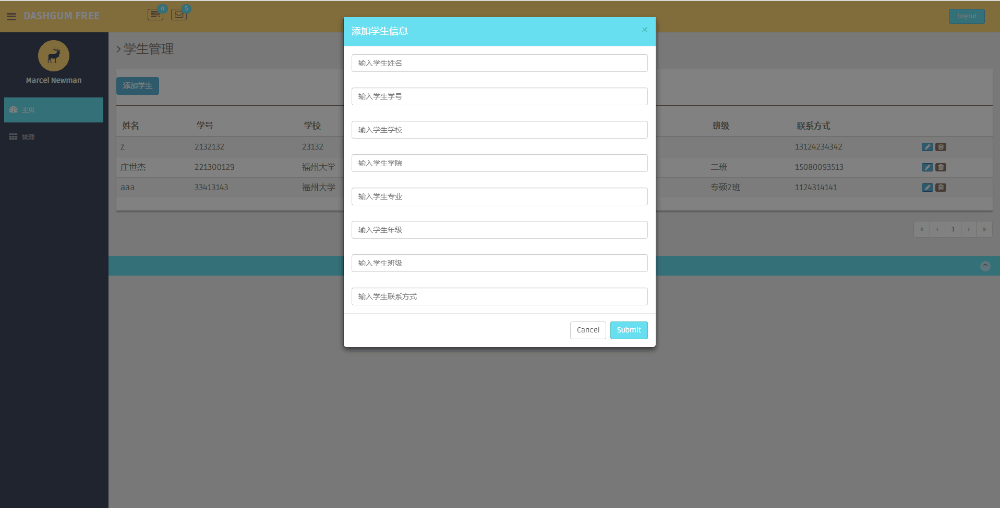 DASHGUM FREE
4
5
Logout
Marcel Newman
主页
管理
学生管理
添加学生
姓名 学号 学校 班级 联系方式
z 2132132 23132 13124234342
庄世杰 221300129 福州大学 二班 15080093513
aaa 33413143 福州大学 专硕2班 1124314141
« ‹ 1 › »
添加学生信息 ×
输入学生姓名
输入学生学号
输入学生学校
输入学生学院
输入学生专业
输入学生年级
输入学生班级
输入学生联系方式
Cancel Submit